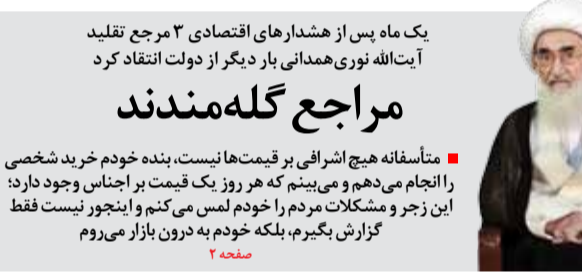 یک ماه پس از هشدارهای اقتصادی ۳ مرجع تقلید
آیت‌الله نوری‌همدانی بار دیگر از دولت انتقاد کرد
مراجع گله‌مندند
متأسفانه هیچ اشرافی بر قیمت‌ها نیست، بنده خودم خرید شخصی
را انجام می‌دهم و می‌بینم که هر روز یک قیمت بر اجناس وجود دارد؛
این زجر و مشکلات مردم را خودم لمس می‌کنم و اینجور نیست فقط
گزارش بگیرم، بلکه خودم به درون بازار می‌روم
صفحه ۲